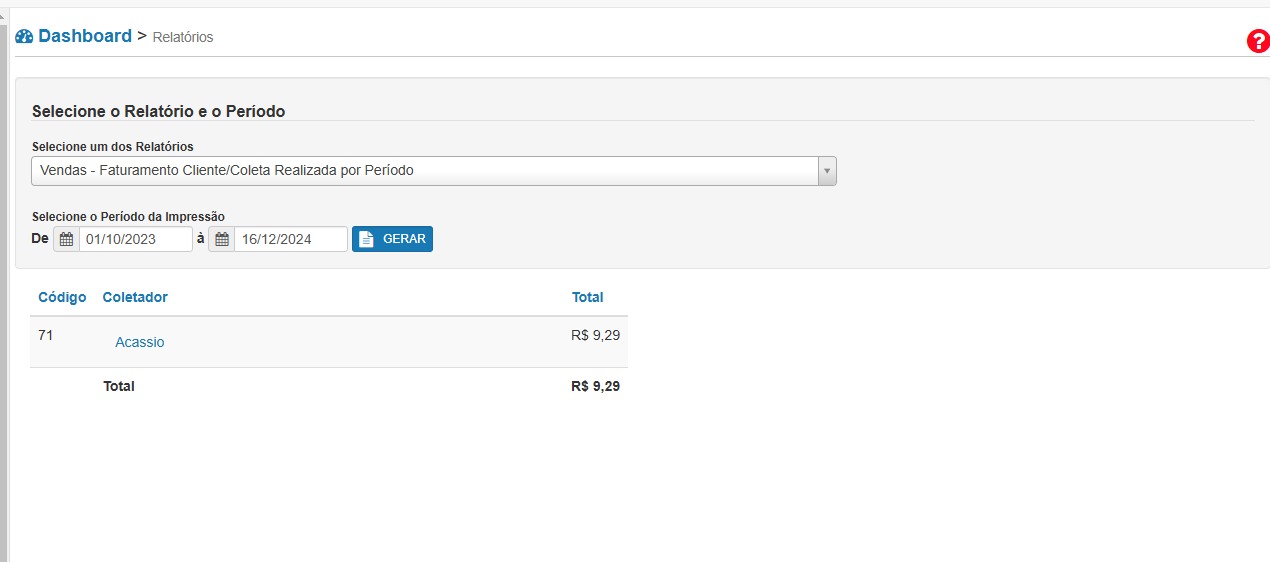 Dashboard > Relatórios
?
Selecione o Relatório e o Período
Selecione um dos Relatórios
Vendas - Faturamento Cliente/Coleta Realizada por Período
Selecione o Período da Impressão
De 01/10/2023 à 16/12/2024 GERAR
Código Coletador Total
71 Acassio R$ 9,29
Total R$ 9,29